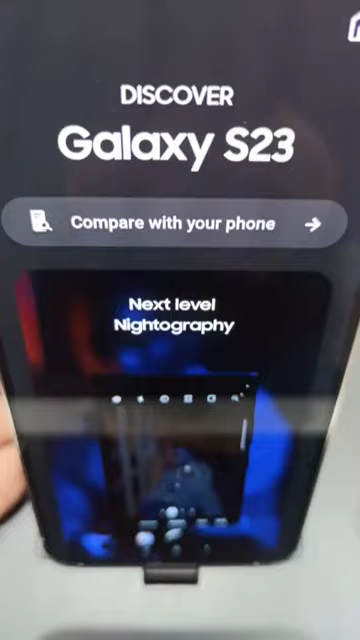 DISCOVER
Galaxy S23
Compare with your phone
Next level
Nightography